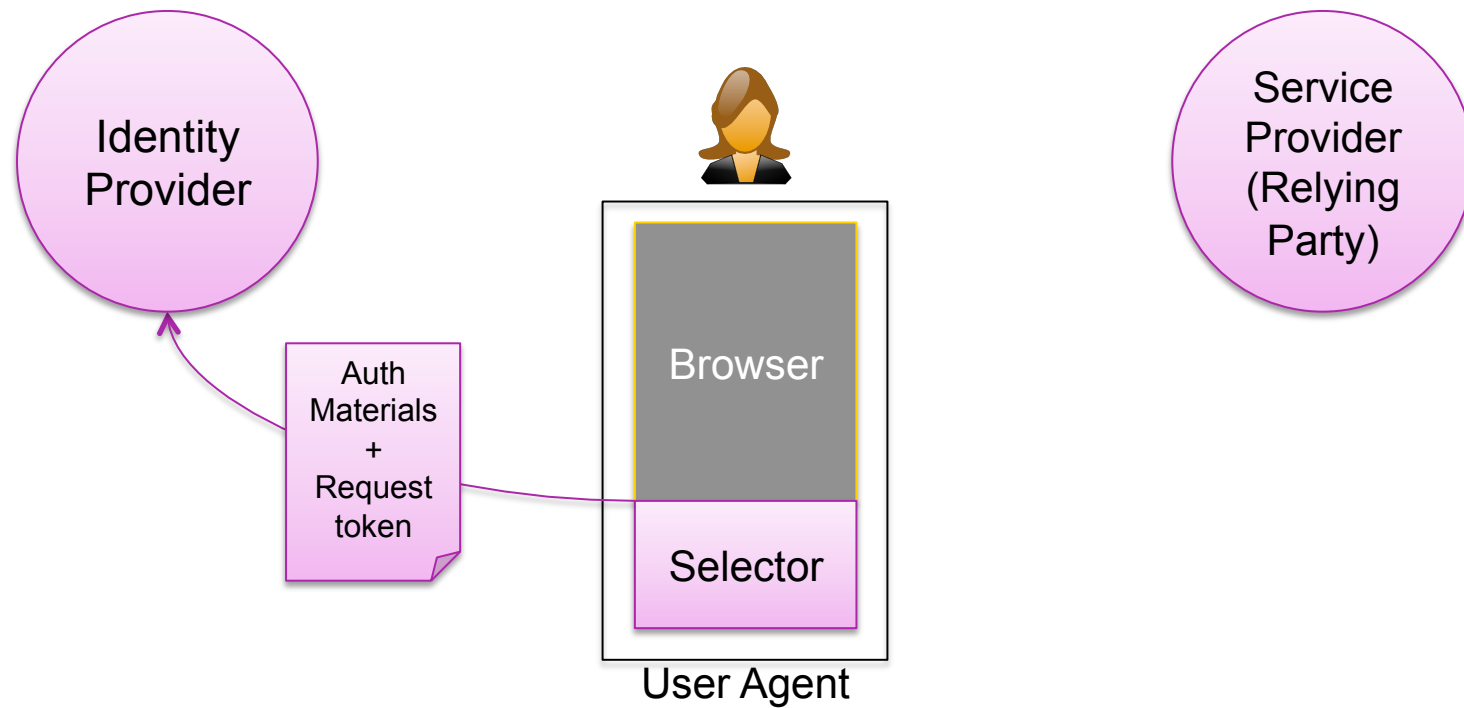 Identity
Provider
Service
Provider
(Relying
Party)
Auth
Materials
+
Request
token
Browser
Selector
User Agent